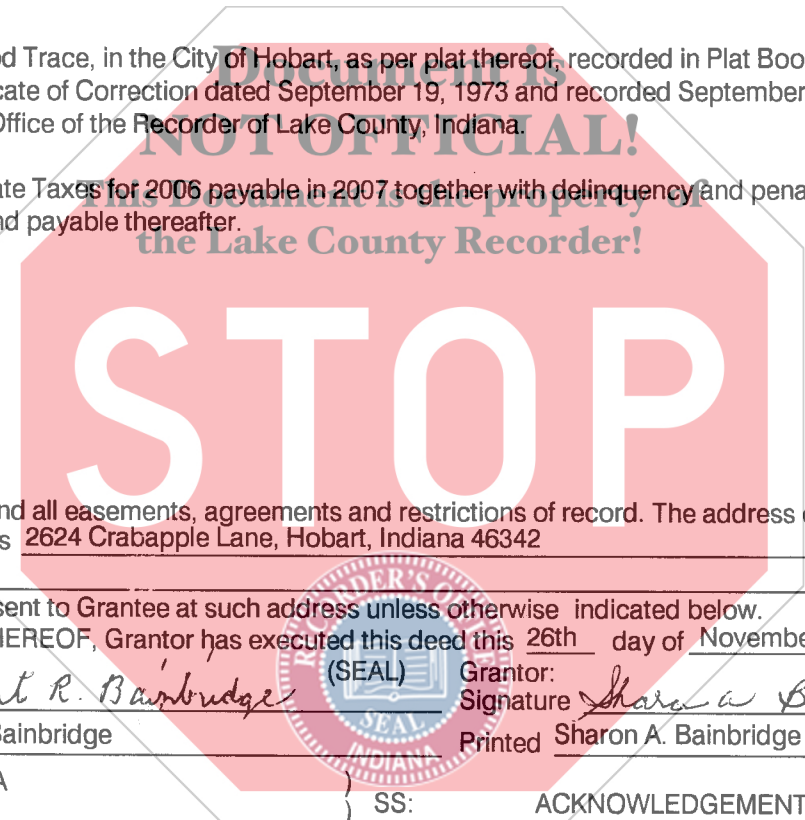 Document is
od Trace, in the City of Hobart, as per plat thereof, recorded in Plat Boo
cate of Correction dated September 19, 1973 and recorded September
Office of the Recorder of Lake County, Indiana.
NOT OFFICIAL!
ate Taxes for 2006 payable in 2007 together with delinquency and pena
This Document is the property of
nd payable thereafter.
the Lake County Recorder!
STOP
nd all easements, agreements and restrictions of record. The address
s 2624 Crabapple Lane, Hobart, Indiana 46342
sent to Grantee at such address unless otherwise indicated below.
HEREOF, Grantor has executed this deed this 26th day of Novembe
(SEAL) Grantor:
t R. Bainbridge Signature Sharon A B
Bainbridge Printed Sharon A. Bainbridge
RECORDER'S OFFICE
SEAL
INDIANA
A
) SS: ACKNOWLEDGEMENT